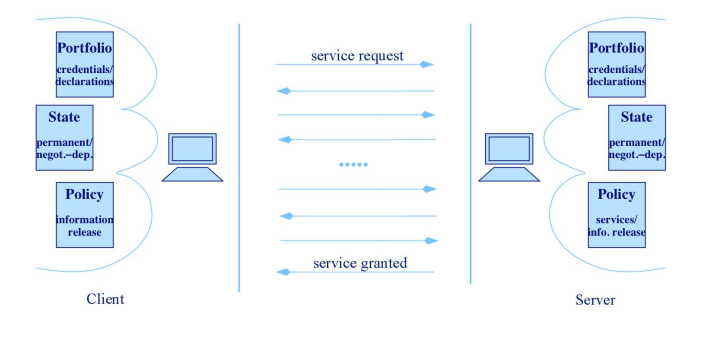 Portfolio
credentials/
declarations
State
permanent/
negot.–dep.
Policy
information
release
Client
service request
.....
service granted
Portfolio
credentials/
declarations
State
permanent/
negot.–dep.
Policy
services/
info. release
Server